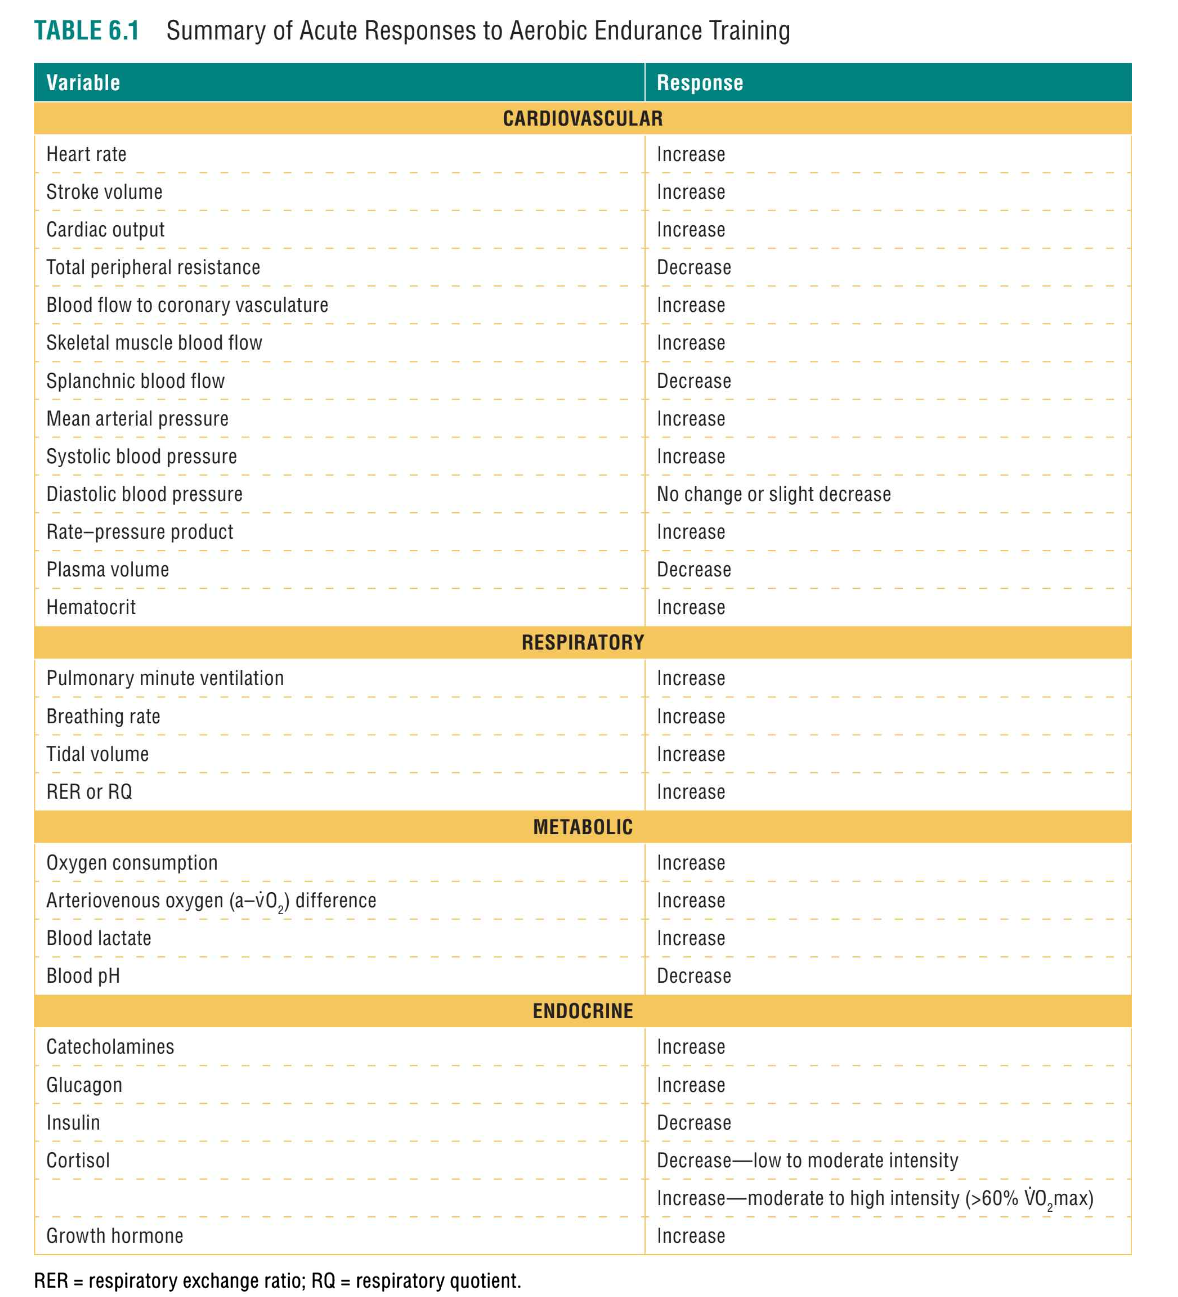 TABLE 6.1 Summary of Acute Responses to Aerobic Endurance Training
Variable Response
CARDIOVASCULAR
Heart rate Increase
Stroke volume Increase
Cardiac output Increase
Total peripheral resistance Decrease
Blood flow to coronary vasculature Increase
Skeletal muscle blood flow Increase
Splanchnic blood flow Decrease
Mean arterial pressure Increase
Systolic blood pressure Increase
Diastolic blood pressure No change or slight decrease
Rate–pressure product Increase
Plasma volume Decrease
Hematocrit Increase
RESPIRATORY
Pulmonary minute ventilation Increase
Breathing rate Increase
Tidal volume Increase
RER or RQ Increase
METABOLIC
Oxygen consumption Increase
Arteriovenous oxygen (a–v̇O₂) difference Increase
Blood lactate Increase
Blood pH Decrease
ENDOCRINE
Catecholamines Increase
Glucagon Increase
Insulin Decrease
Cortisol Decrease—low to moderate intensity
Increase—moderate to high intensity (>60% V̇O₂max)
Growth hormone Increase
RER = respiratory exchange ratio; RQ = respiratory quotient.